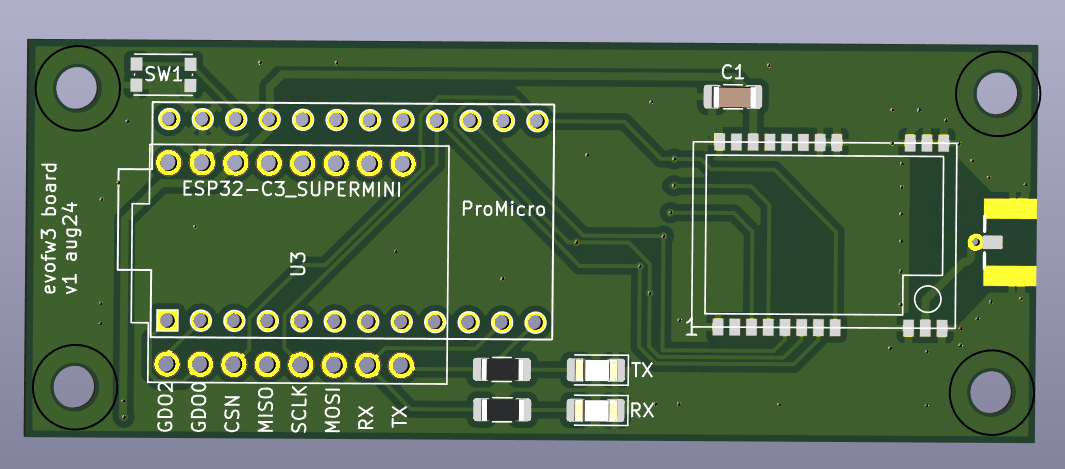 SW1
C1
ESP32-C3_SUPERMINI
ProMicro
evofw3 board
v1 aug24
U3
1
TX
RX
GDO2
GDO0
CSN
MISO
SCLK
MOSI
RX
TX